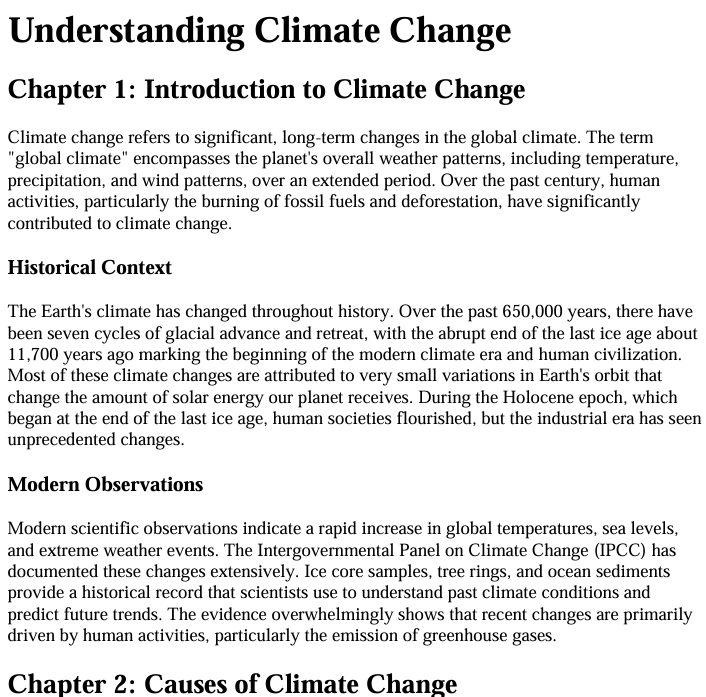 Understanding Climate Change
Chapter 1: Introduction to Climate Change
Climate change refers to significant, long-term changes in the global climate. The term
"global climate" encompasses the planet's overall weather patterns, including temperature,
precipitation, and wind patterns, over an extended period. Over the past century, human
activities, particularly the burning of fossil fuels and deforestation, have significantly
contributed to climate change.
Historical Context
The Earth's climate has changed throughout history. Over the past 650,000 years, there have
been seven cycles of glacial advance and retreat, with the abrupt end of the last ice age about
11,700 years ago marking the beginning of the modern climate era and human civilization.
Most of these climate changes are attributed to very small variations in Earth's orbit that
change the amount of solar energy our planet receives. During the Holocene epoch, which
began at the end of the last ice age, human societies flourished, but the industrial era has seen
unprecedented changes.
Modern Observations
Modern scientific observations indicate a rapid increase in global temperatures, sea levels,
and extreme weather events. The Intergovernmental Panel on Climate Change (IPCC) has
documented these changes extensively. Ice core samples, tree rings, and ocean sediments
provide a historical record that scientists use to understand past climate conditions and
predict future trends. The evidence overwhelmingly shows that recent changes are primarily
driven by human activities, particularly the emission of greenhouse gases.
Chapter 2: Causes of Climate Change